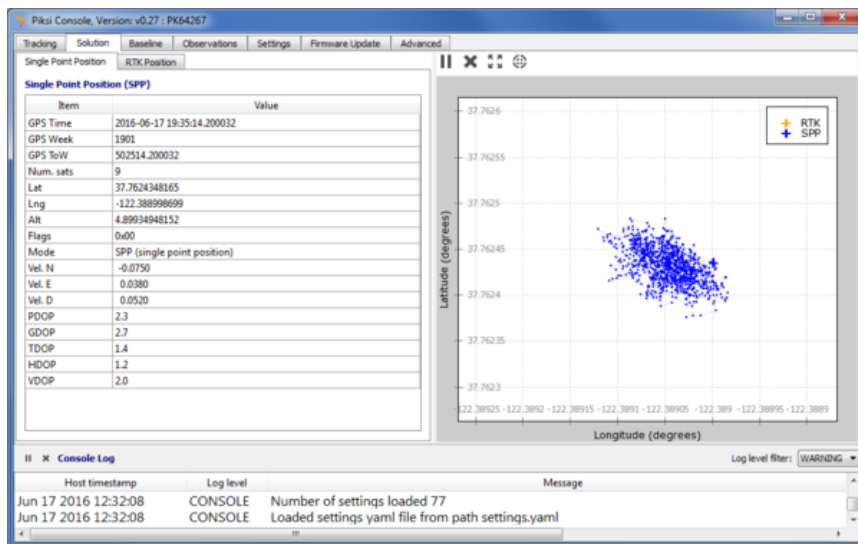 Piksi Console, Version: v0.27 : PK64267
Tracking Solution Baseline Observations Settings Firmware Update Advanced
Single Point Position RTK Position
Single Point Position (SPP)
Item Value
GPS Time 2016-06-17 19:35:14.200032
GPS Week 1901
GPS ToW 502514.200032
Num. sats 9
Lat 37.7624348165
Lng -122.388998699
Alt 4.89934948152
Flags 0x00
Mode SPP (single point position)
Vel. N -0.0750
Vel. E 0.0380
Vel. D 0.0520
PDOP 2.3
GDOP 2.7
TDOP 1.4
HDOP 1.2
VDOP 2.0
RTK
SPP
Latitude (degrees)
37.7626
37.76255
37.7625
37.76245
37.7624
37.76235
37.7623
-122.38925 -122.3892 -122.38915 -122.3891 -122.38905 -122.389 -122.38895 -122.3889
Longitude (degrees)
Console Log
Log level filter: WARNING
Host timestamp Log level Message
Jun 17 2016 12:32:08 CONSOLE Number of settings loaded 77
Jun 17 2016 12:32:08 CONSOLE Loaded settings yaml file from path settings.yaml